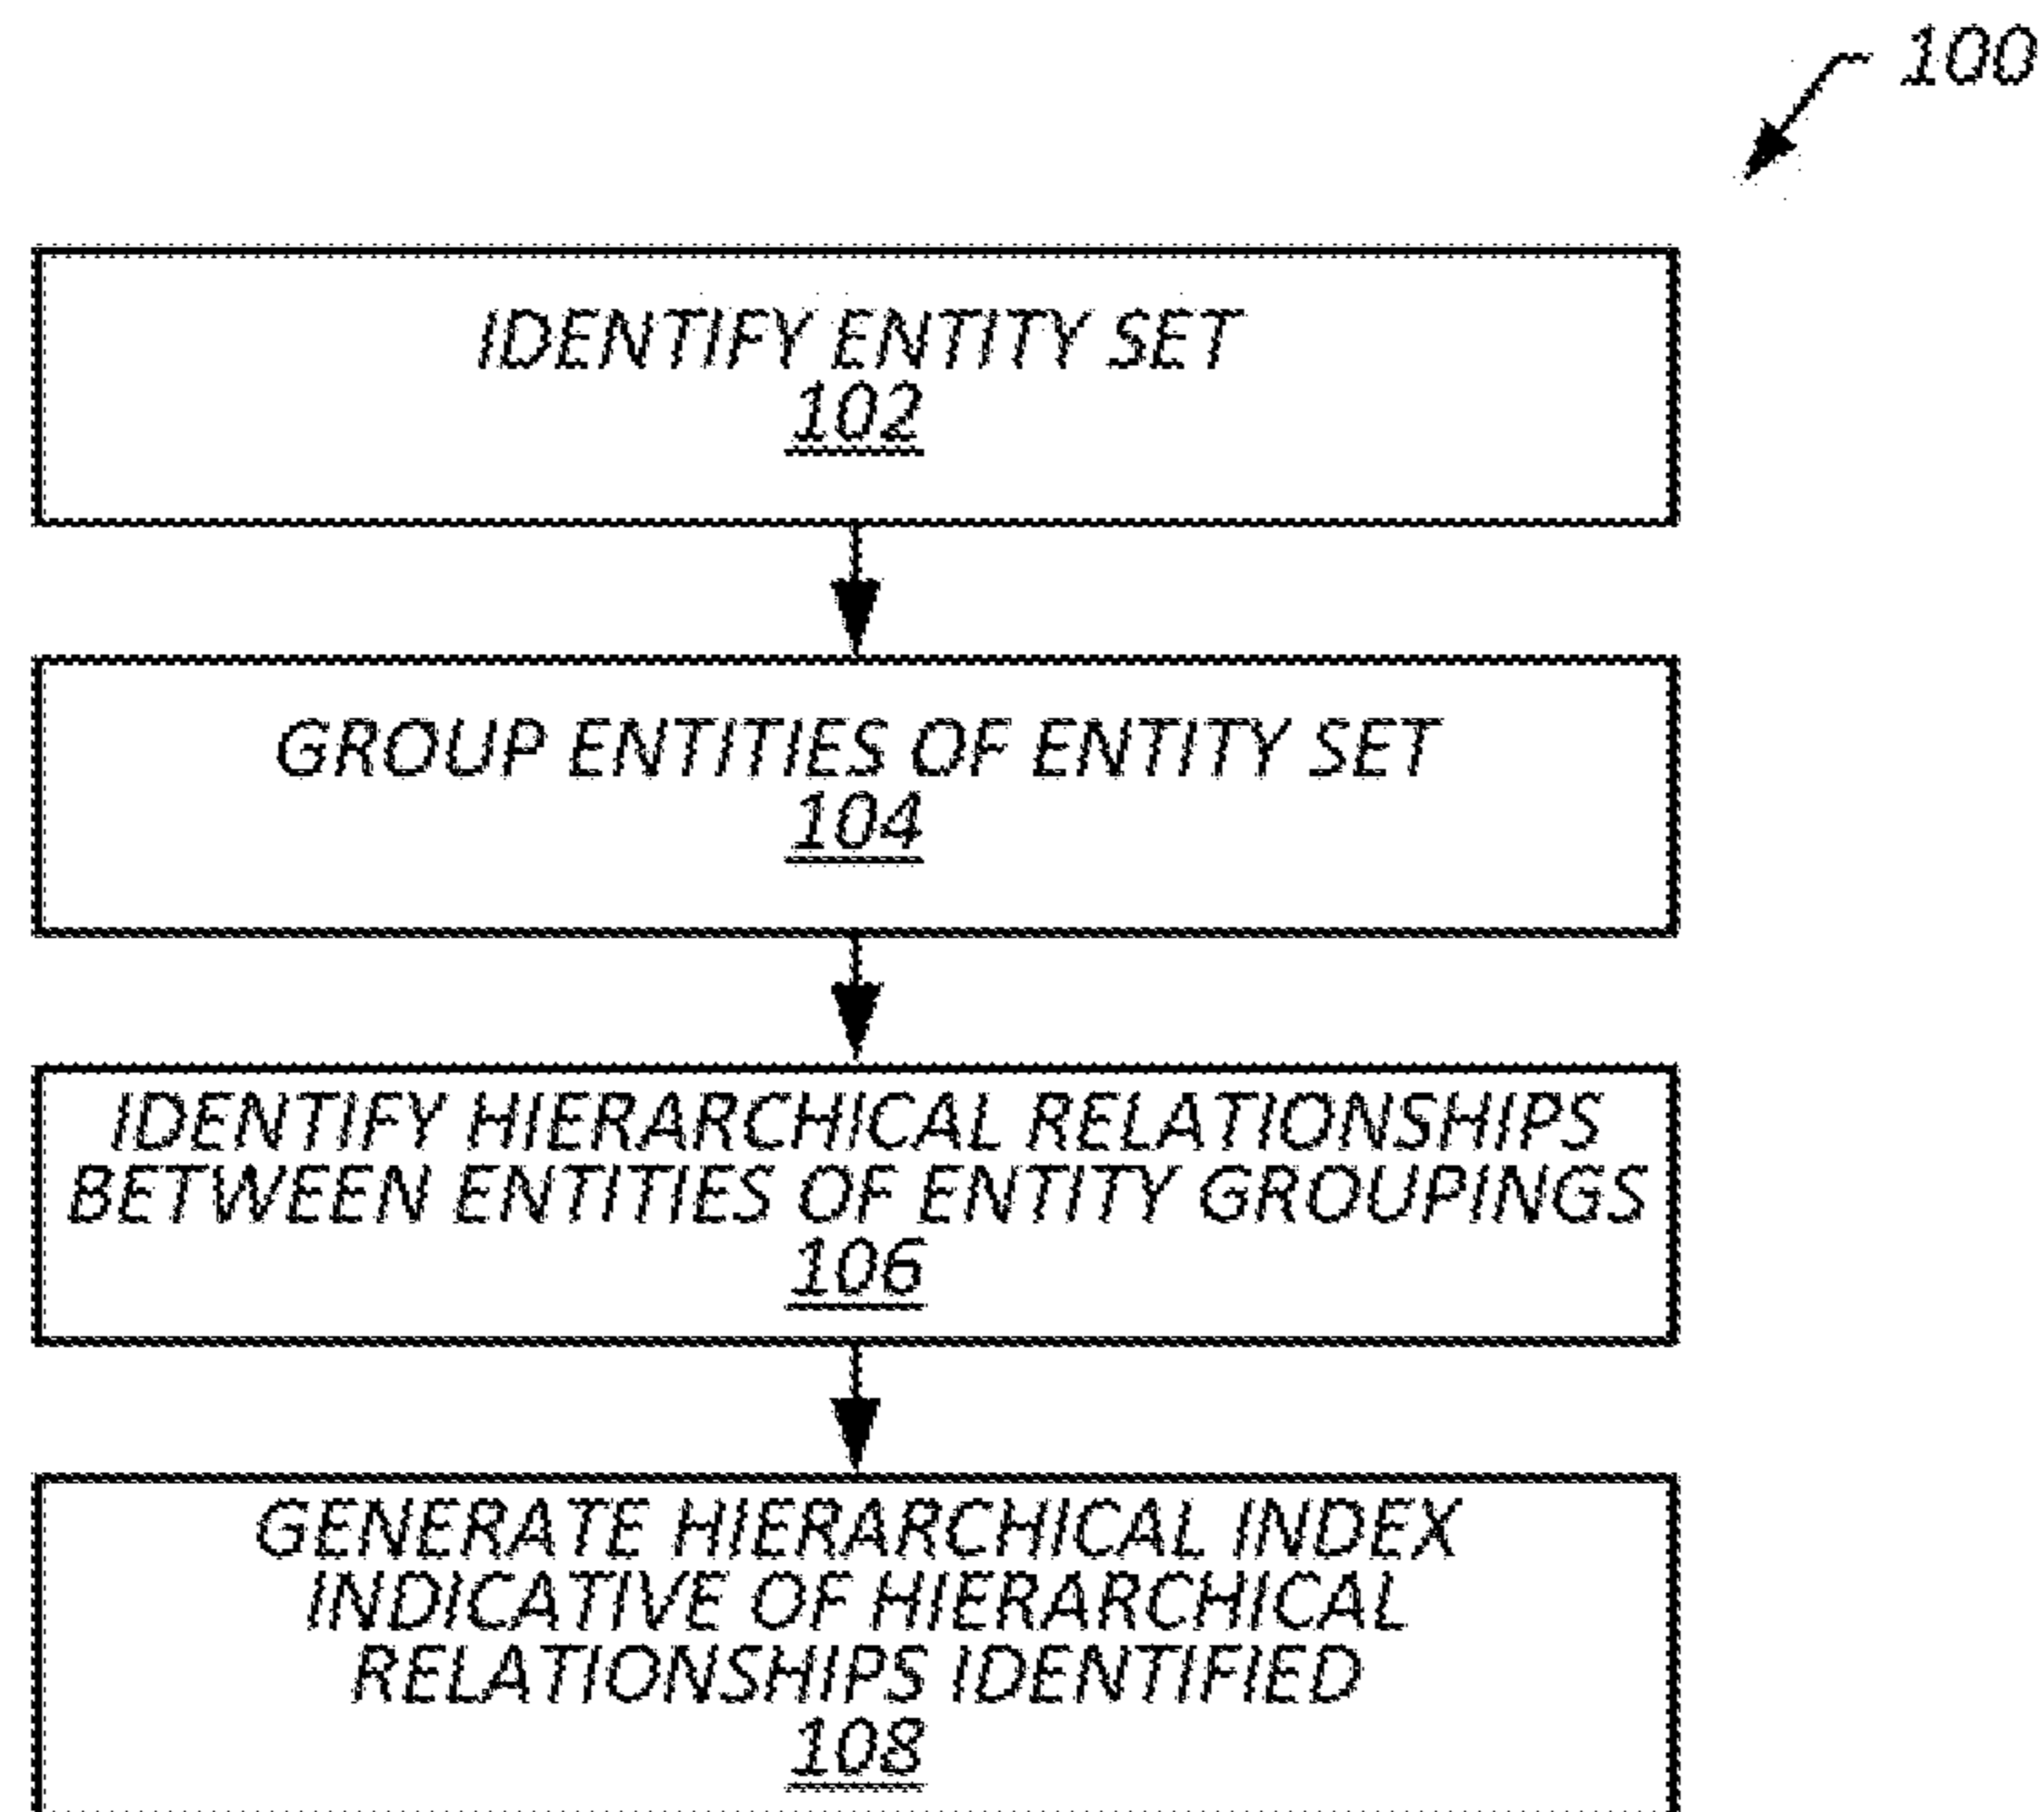 100
IDENTIFY ENTITY SET
102
GROUP ENTITIES OF ENTITY SET
104
IDENTIFY HIERARCHICAL RELATIONSHIPS
BETWEEN ENTITIES OF ENTITY GROUPINGS
106
GENERATE HIERARCHICAL INDEX
INDICATIVE OF HIERARCHICAL
RELATIONSHIPS IDENTIFIED
108